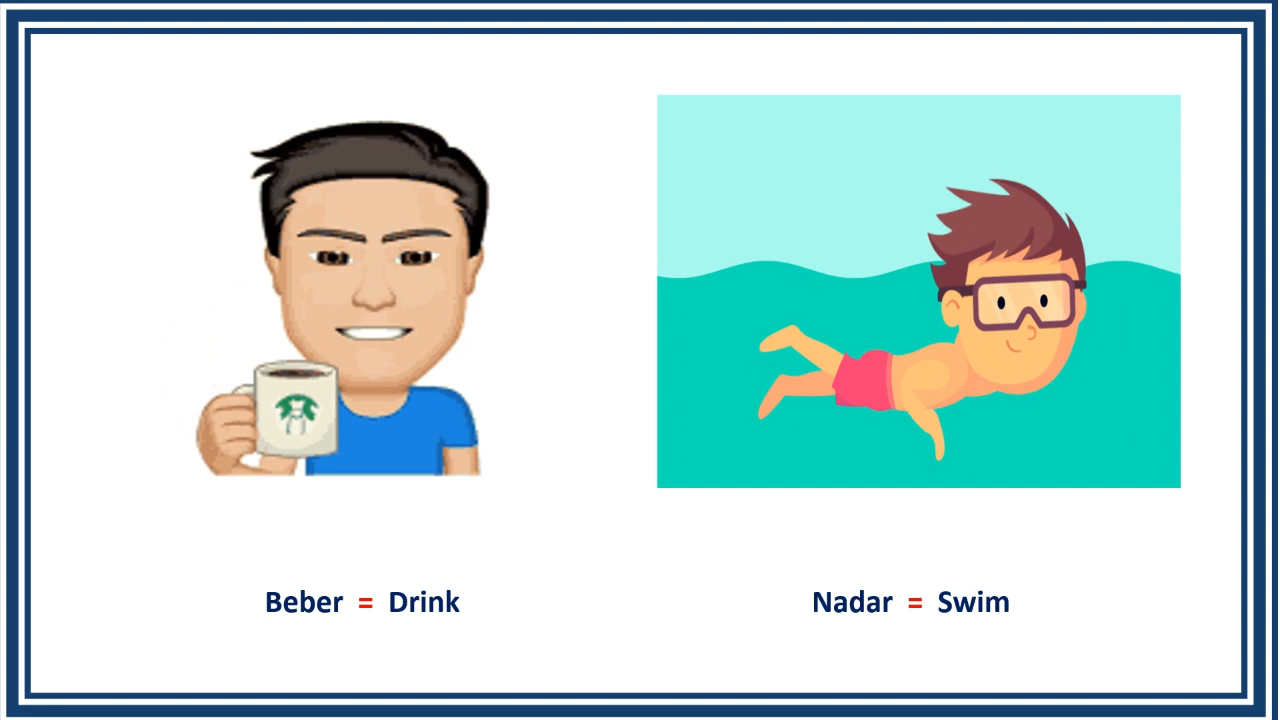 Beber = Drink
Nadar = Swim